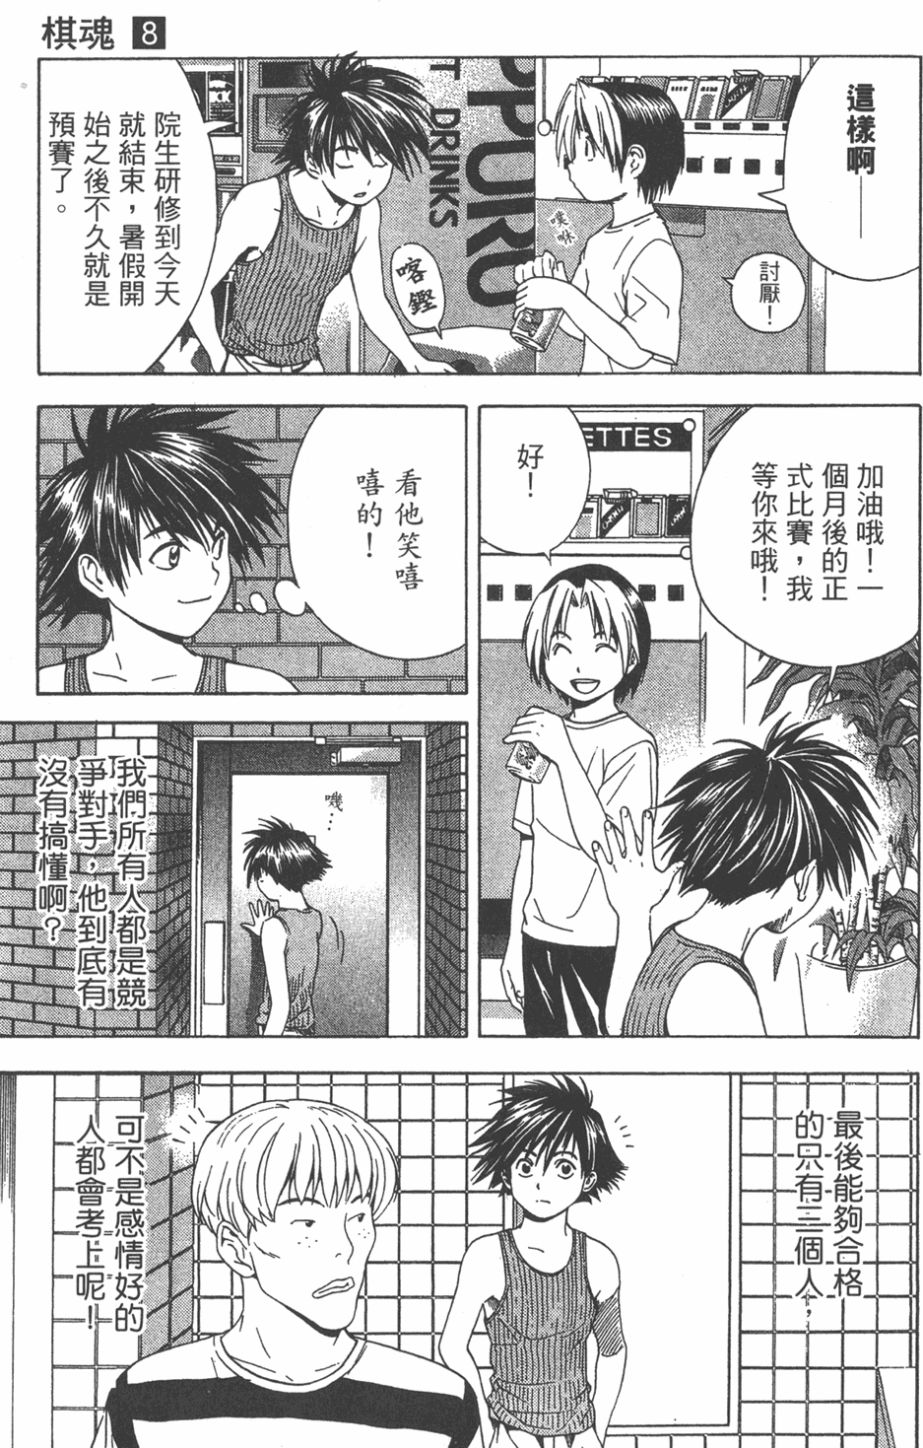 棋魂 8
這樣啊——
討厭！
噗咻
喀鏗
院生研修到今天
就結束，暑假開
始之後不久就是
預賽了。
PPORO
T DRINKS
加油哦！一
個月後的正
式比賽，我
等你來哦！
ETTES
好！
看他笑嘻
嘻的！
嘰…
我們所有人都是競
爭對手，他到底有
沒有搞懂啊？
最後能夠合格
的只有三個人，
可不是感情好的
人都會考上呢！